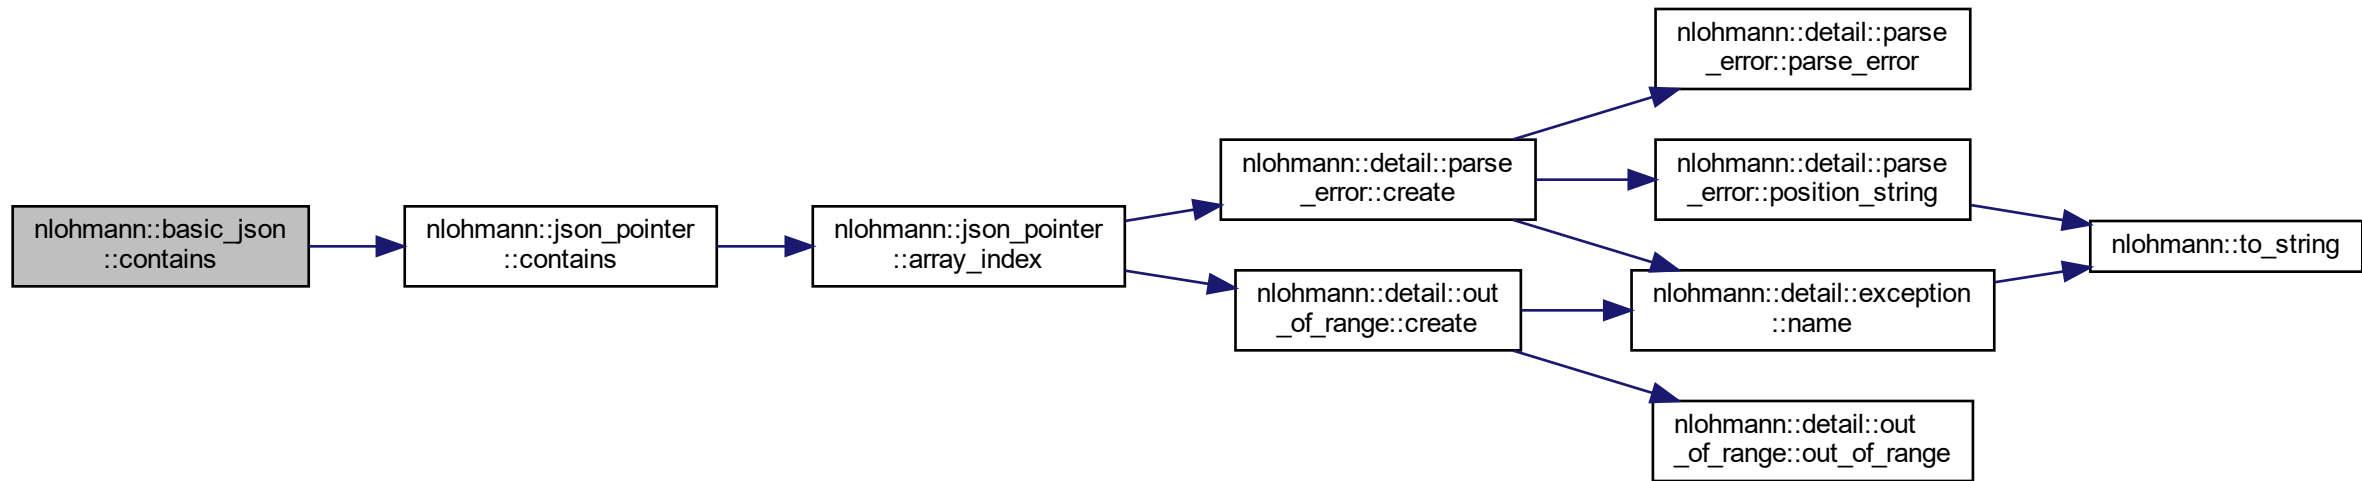 nlohmann::basic_json
::contains
nlohmann::json_pointer
::contains
nlohmann::json_pointer
::array_index
nlohmann::detail::parse
_error::create
nlohmann::detail::out
_of_range::create
nlohmann::detail::parse
_error::parse_error
nlohmann::detail::parse
_error::position_string
nlohmann::detail::exception
::name
nlohmann::detail::out
_of_range::out_of_range
nlohmann::to_string